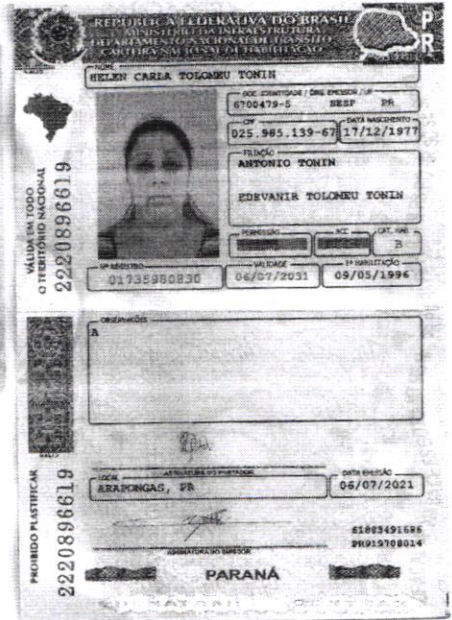 REPÚBLICA FEDERATIVA DO BRASIL
MINISTÉRIO DA INFRAESTRUTURA
DEPARTAMENTO NACIONAL DE TRÂNSITO
CARTEIRA NACIONAL DE HABILITAÇÃO
PR
NOME
HELEN CARLA TOLOMEU TONIN
DOC. IDENTIDADE / ÓRG. EMISSOR / UF
6700479-5 SESP PR
CPF
025.985.139-67
DATA NASCIMENTO
17/12/1977
FILIAÇÃO
ANTONIO TONIN
EDEVANIR TOLOMEU TONIN
PERMISSÃO
ACC
CAT. HAB.
B
Nº REGISTRO
01735980830
VALIDADE
06/07/2031
1ª HABILITAÇÃO
09/05/1996
VÁLIDA EM TODO
O TERRITÓRIO NACIONAL
2220896619
OBSERVAÇÕES
A
ASSINATURA DO PORTADOR
LOCAL
ARAPONGAS, PR
DATA EMISSÃO
06/07/2021
61883491686
PR919708014
ASSINATURA DO EMISSOR
PROIBIDO PLASTIFICAR
2220896619
PARANÁ